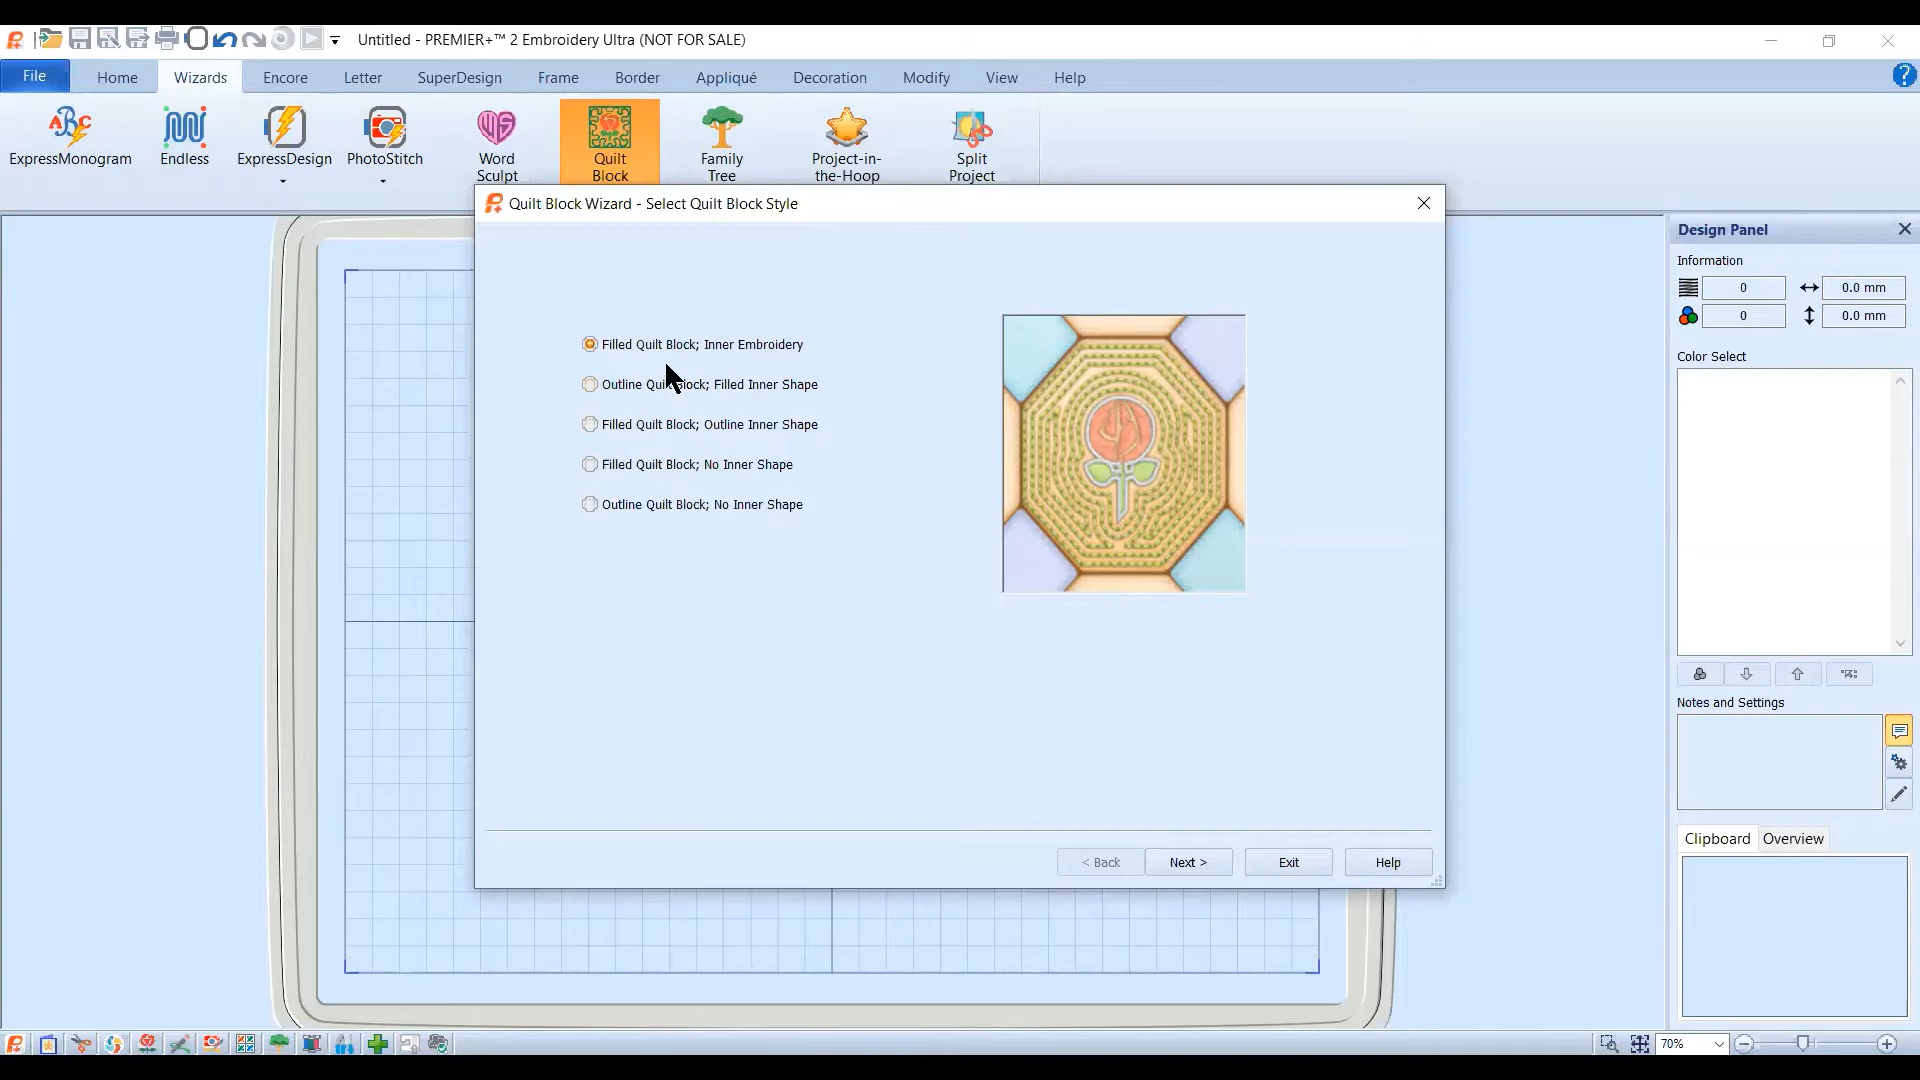 Untitled - PREMIER+™ 2 Embroidery Ultra (NOT FOR SALE)
File Home Wizards Encore Letter SuperDesign Frame Border Appliqué Decoration Modify View Help
ExpressMonogram Endless ExpressDesign PhotoStitch Word Sculpt Quilt Block Family Tree Project-in-the-Hoop Split Project
Quilt Block Wizard - Select Quilt Block Style
Filled Quilt Block; Inner Embroidery
Outline Quilt Block; Filled Inner Shape
Filled Quilt Block; Outline Inner Shape
Filled Quilt Block; No Inner Shape
Outline Quilt Block; No Inner Shape
< Back Next > Exit Help
Design Panel
Information
0 0.0 mm
0 0.0 mm
Color Select
Notes and Settings
Clipboard Overview
70%